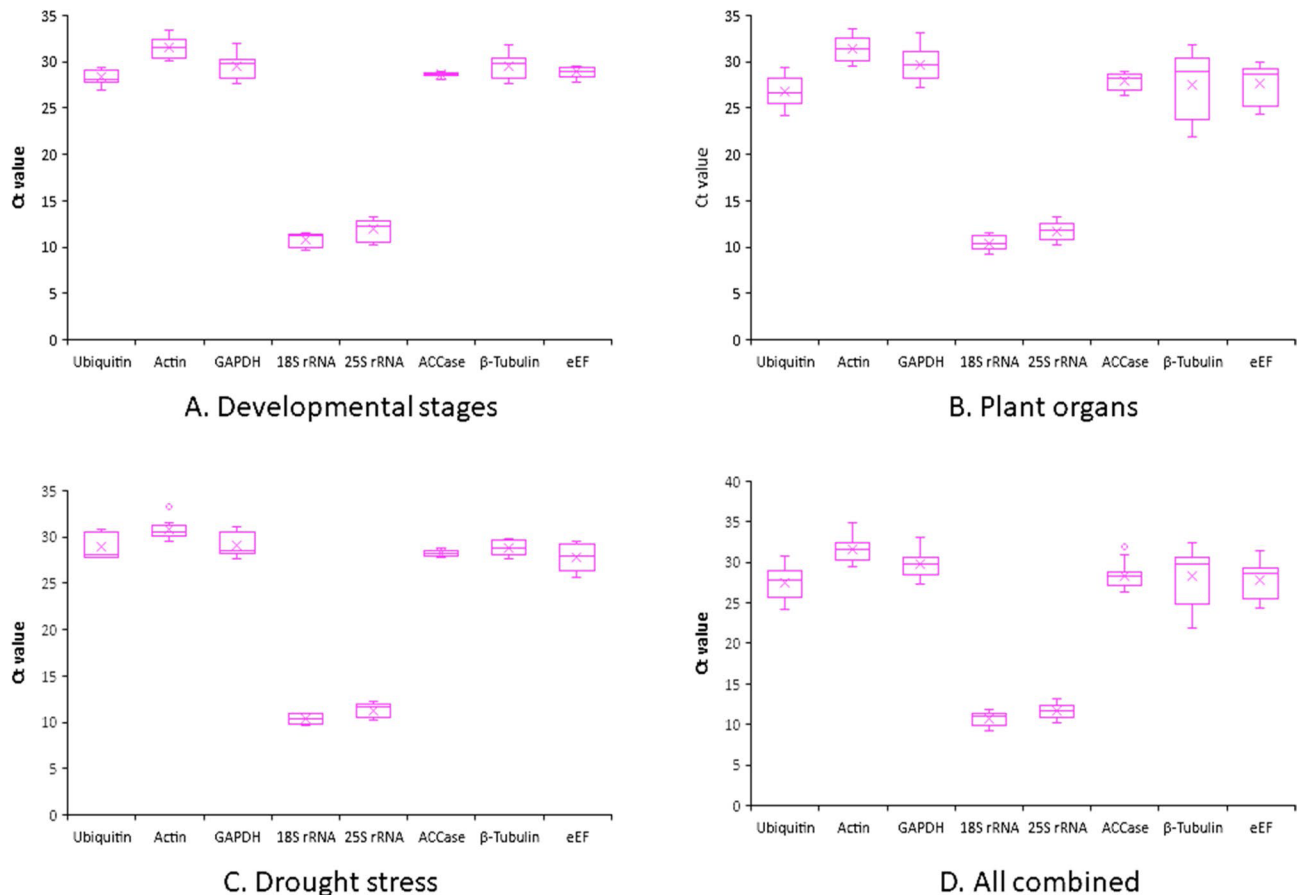 35
30
25
20
15
10
5
0
Ct value
Ubiquitin Actin GAPDH 18S rRNA 25S rRNA ACCase β-Tubulin eEF
A. Developmental stages
35
30
25
20
15
10
5
0
Ct value
Ubiquitin Actin GAPDH 18S rRNA 25S rRNA ACCase β-Tubulin eEF
B. Plant organs
35
30
25
20
15
10
5
0
Ct value
Ubiquitin Actin GAPDH 18S rRNA 25S rRNA ACCase β-Tubulin eEF
C. Drought stress
40
35
30
25
20
15
10
5
0
Ct value
Ubiquitin Actin GAPDH 18S rRNA 25S rRNA ACCase β-Tubulin eEF
D. All combined